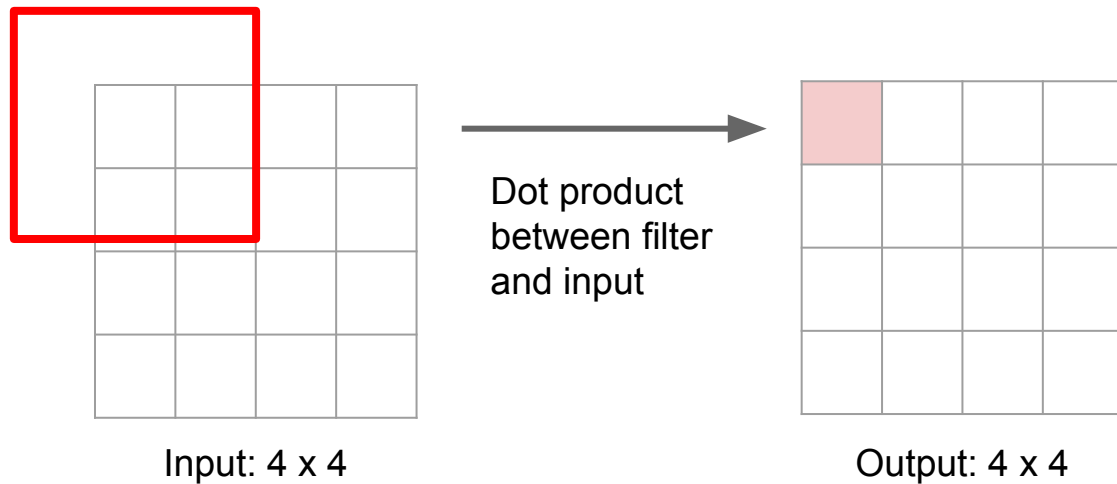 Dot product
between filter
and input
Input: 4 x 4
Output: 4 x 4